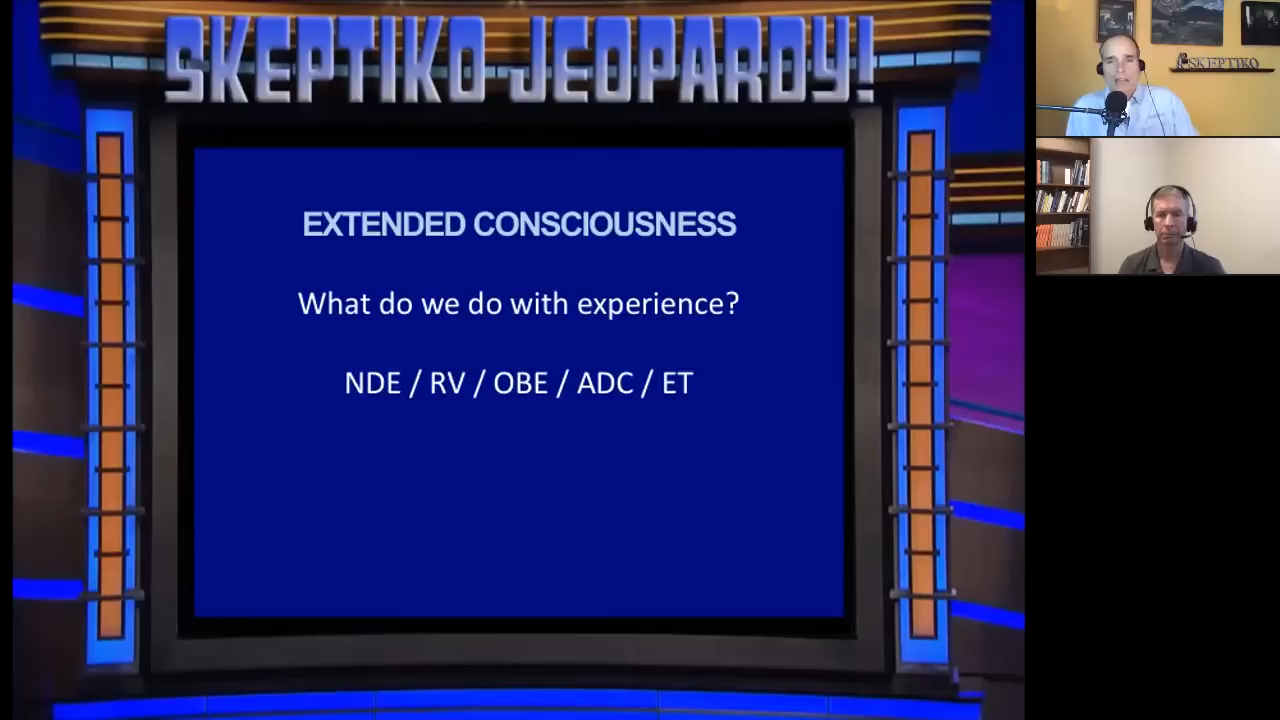 SKEPTIKO JEOPARDY!
EXTENDED CONSCIOUSNESS
What do we do with experience?
NDE / RV / OBE / ADC / ET
SKEPTIKO